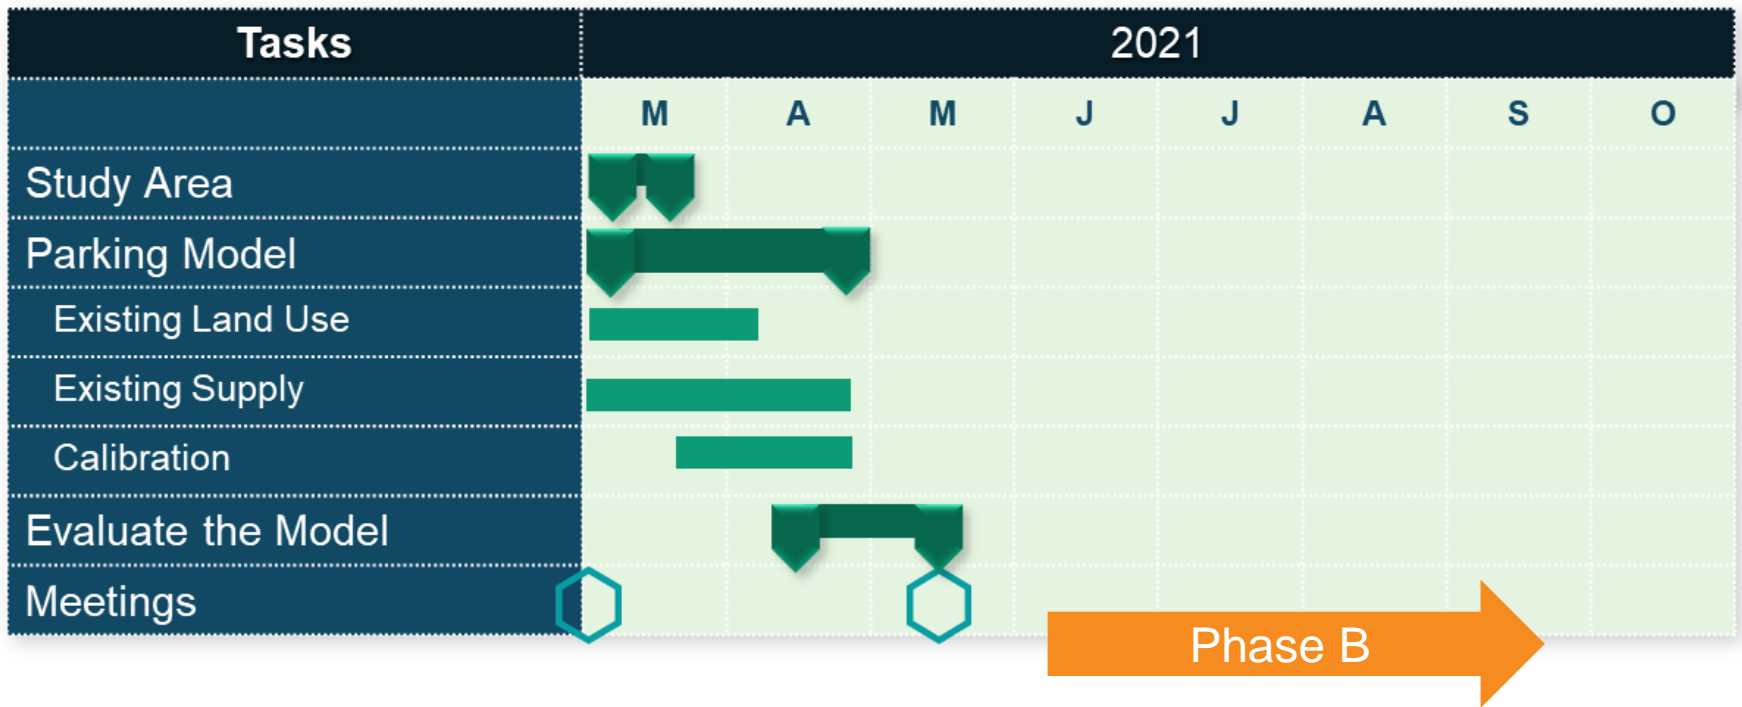 Tasks 2021
M A M J J A S O
Study Area
Parking Model
Existing Land Use
Existing Supply
Calibration
Evaluate the Model
Meetings
Phase B